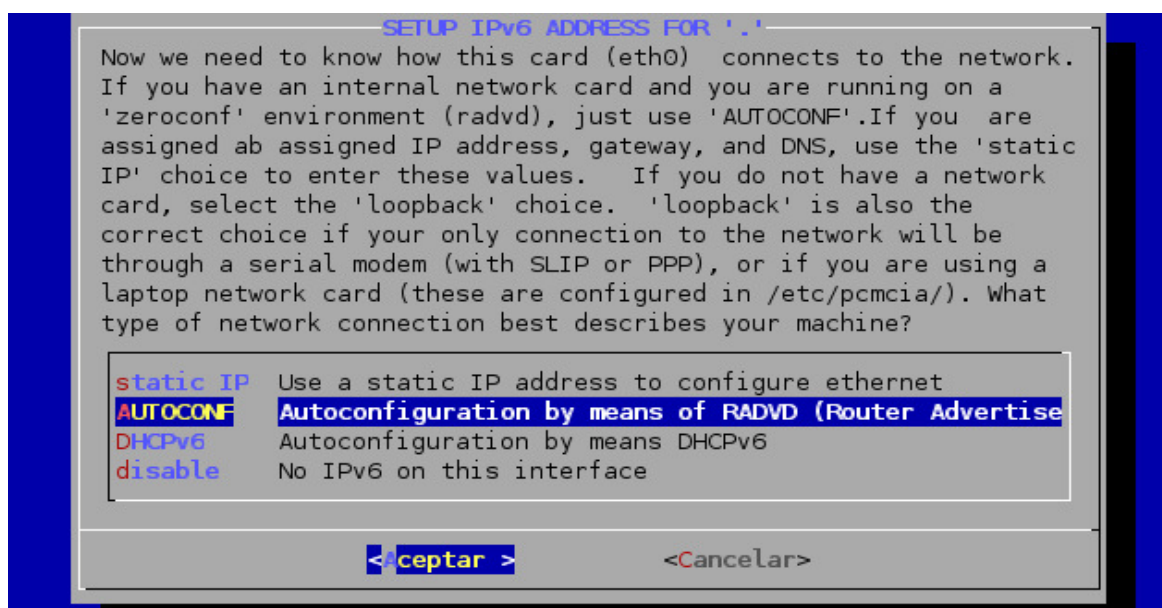 SETUP IPv6 ADDRESS FOR '.'
Now we need to know how this card (eth0)  connects to the network.
If you have an internal network card and you are running on a
'zeroconf' environment (radvd), just use 'AUTOCONF'.If you  are
assigned ab assigned IP address, gateway, and DNS, use the 'static
IP' choice to enter these values.   If you do not have a network
card, select the 'loopback' choice.  'loopback' is also the
correct choice if your only connection to the network will be
through a serial modem (with SLIP or PPP), or if you are using a
laptop network card (these are configured in /etc/pcmcia/). What
type of network connection best describes your machine?
static IP  Use a static IP address to configure ethernet
AUTOCONF   Autoconfiguration by means of RADVD (Router Advertise
DHCPv6     Autoconfiguration by means DHCPv6
disable    No IPv6 on this interface
<Aceptar >          <Cancelar>